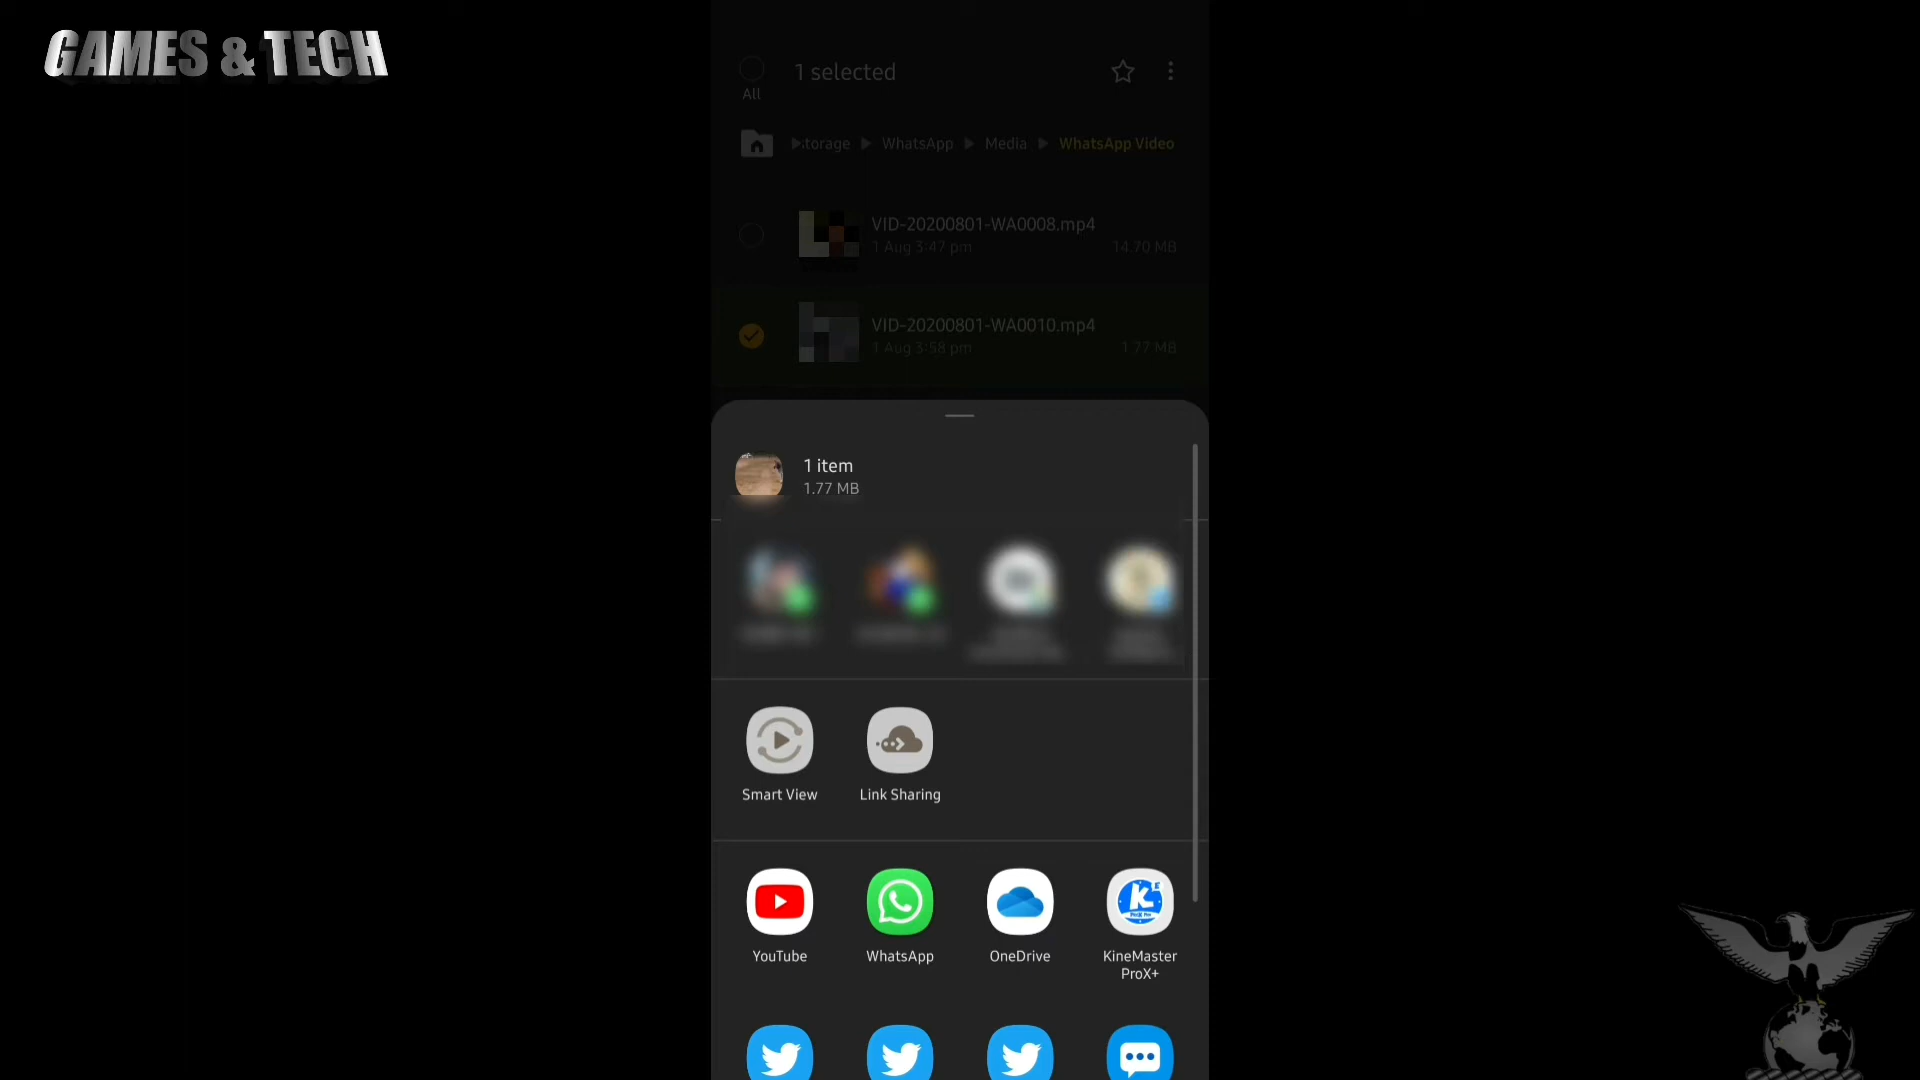 GAMES & TECH
1 selected
All
torage WhatsApp Media WhatsApp Video
VID-20200801-WA0008.mp4
1 Aug 3:47 pm 14.70 MB
VID-20200801-WA0010.mp4
1 Aug 3:58 pm 1.77 MB
1 item
1.77 MB
Smart View Link Sharing
YouTube WhatsApp OneDrive KineMaster
ProX+